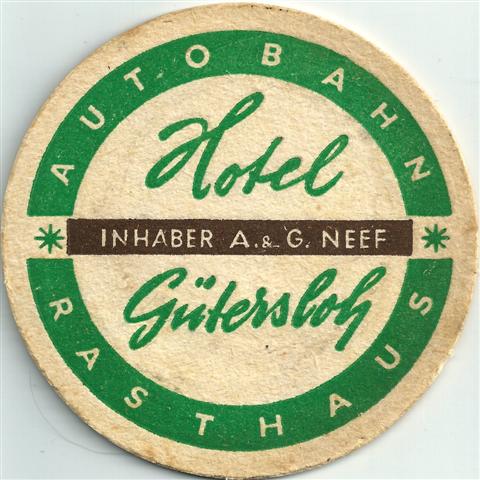 AUTOBAHN
Hotel
INHABER A. & G. NEEF
Gütersloh
RASTHAUS